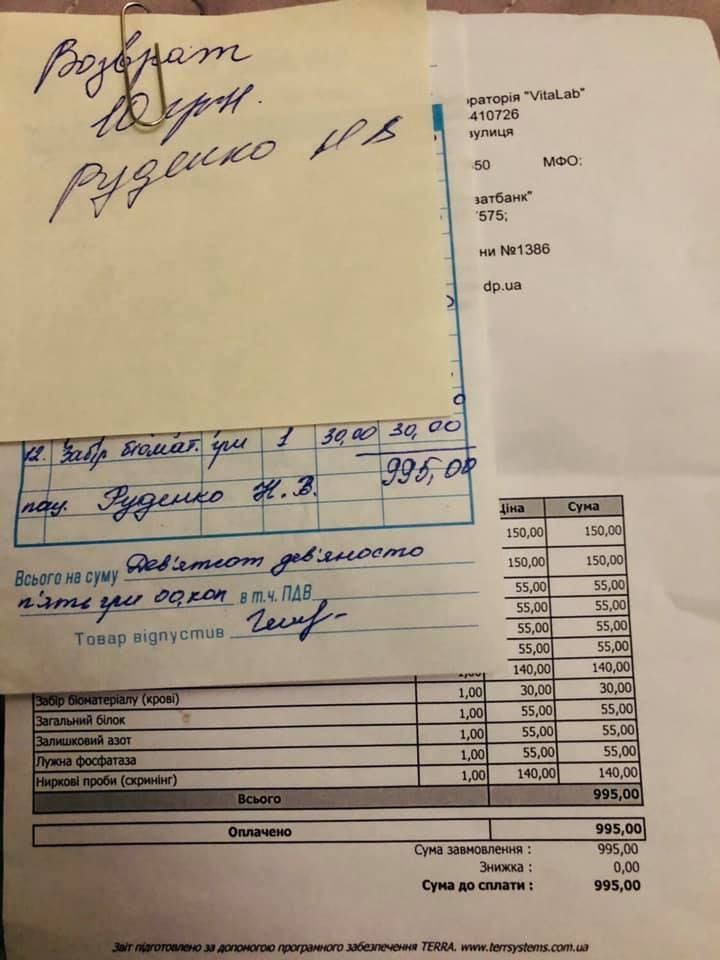 Возврат
10 грн.
Руденко Н В
ораторія "VitaLab"
410726
вулиця
50 МФО:
ватбанк"
575;
ни №1386
dp.ua
12. Забір біомат. гри 1 30,00 30,00
995,00
пац. Руденко Н.В.
Всього на суму Дев'ятсот дев'яносто
п'ять грн 00,коп в т.ч. ПДВ
Товар відпустив
Ціна Сума
150,00 150,00
150,00 150,00
55,00 55,00
55,00 55,00
55,00 55,00
55,00 55,00
140,00 140,00
Забір біоматеріалу (крові) 1,00 30,00 30,00
Загальний білок 1,00 55,00 55,00
Залишковий азот 1,00 55,00 55,00
Лужна фосфатаза 1,00 55,00 55,00
Ниркові проби (скринінг) 1,00 140,00 140,00
Всього 995,00
Оплачено 995,00
Сума замовлення : 995,00
Знижка : 0,00
Сума до сплати : 995,00
Звіт підготовлено за допомогою програмного забезпечення TERRA. www.terrsystems.com.ua